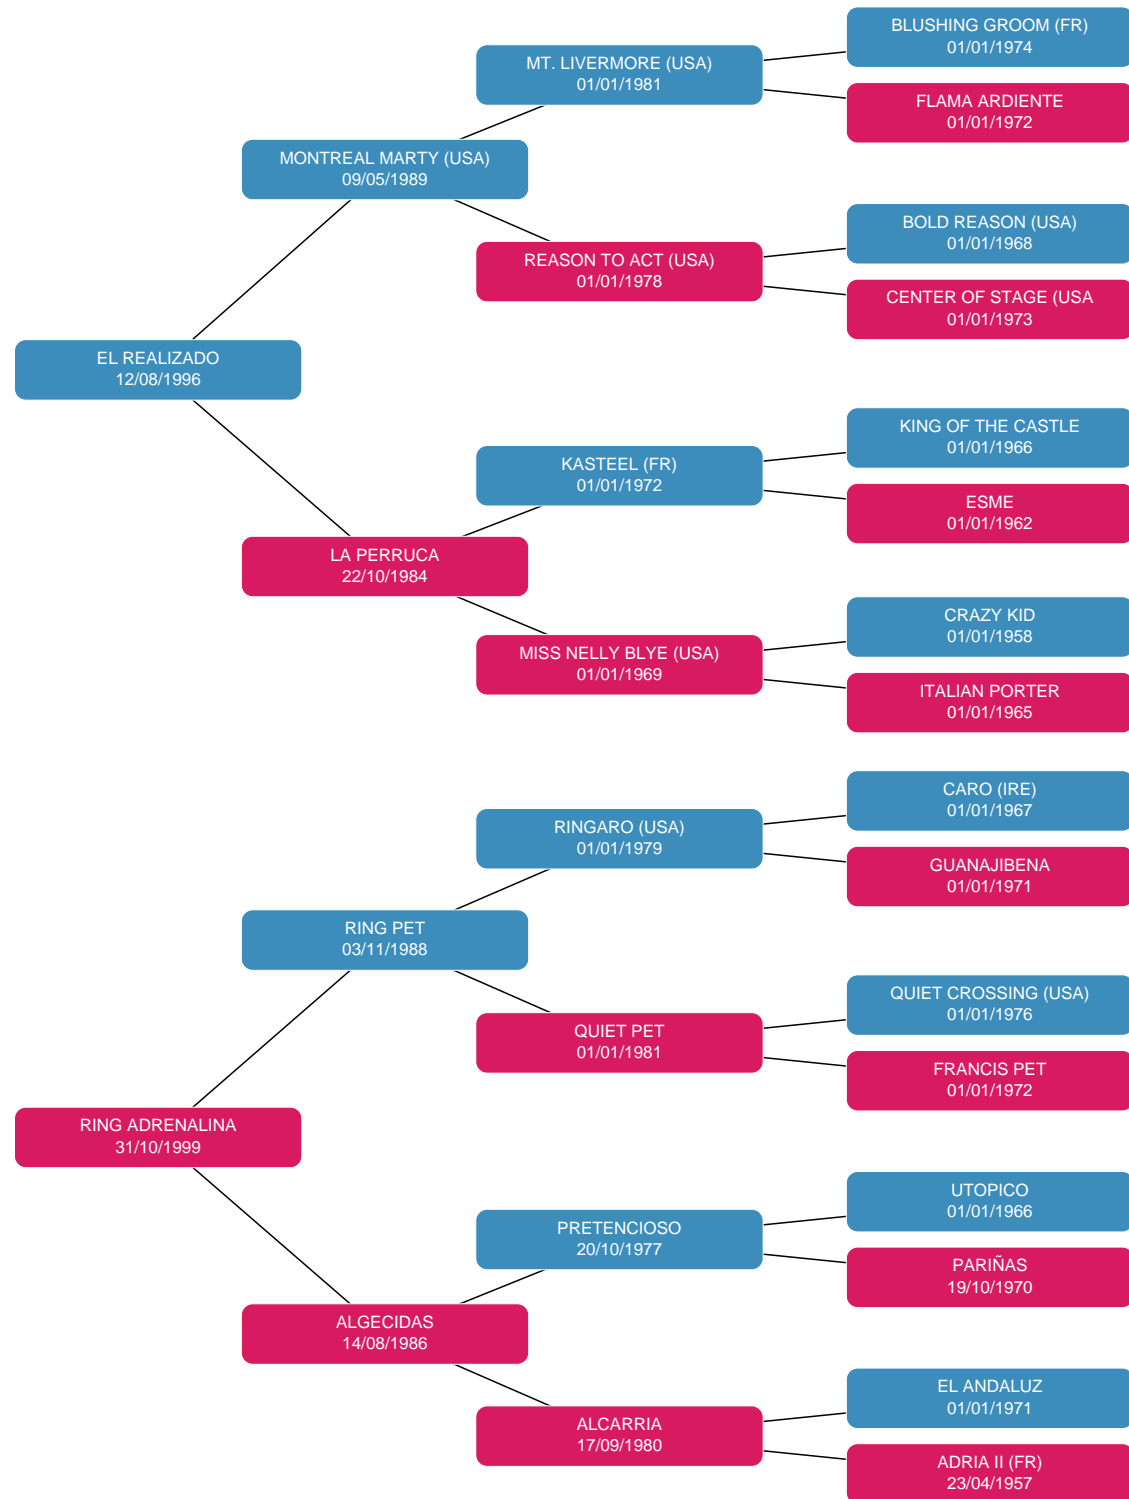 BLUSHING GROOM (FR)
01/01/1974
MT. LIVERMORE (USA)
01/01/1981
FLAMA ARDIENTE
01/01/1972
MONTREAL MARTY (USA)
09/05/1989
BOLD REASON (USA)
01/01/1968
REASON TO ACT (USA)
01/01/1978
CENTER OF STAGE (USA
01/01/1973
EL REALIZADO
12/08/1996
KING OF THE CASTLE
01/01/1966
KASTEEL (FR)
01/01/1972
ESME
01/01/1962
LA PERRUCA
22/10/1984
CRAZY KID
01/01/1958
MISS NELLY BLYE (USA)
01/01/1969
ITALIAN PORTER
01/01/1965
CARO (IRE)
01/01/1967
RINGARO (USA)
01/01/1979
GUANAJIBENA
01/01/1971
RING PET
03/11/1988
QUIET CROSSING (USA)
01/01/1976
QUIET PET
01/01/1981
FRANCIS PET
01/01/1972
RING ADRENALINA
31/10/1999
UTOPICO
01/01/1966
PRETENCIOSO
20/10/1977
PARIÑAS
19/10/1970
ALGECIDAS
14/08/1986
EL ANDALUZ
01/01/1971
ALCARRIA
17/09/1980
ADRIA II (FR)
23/04/1957